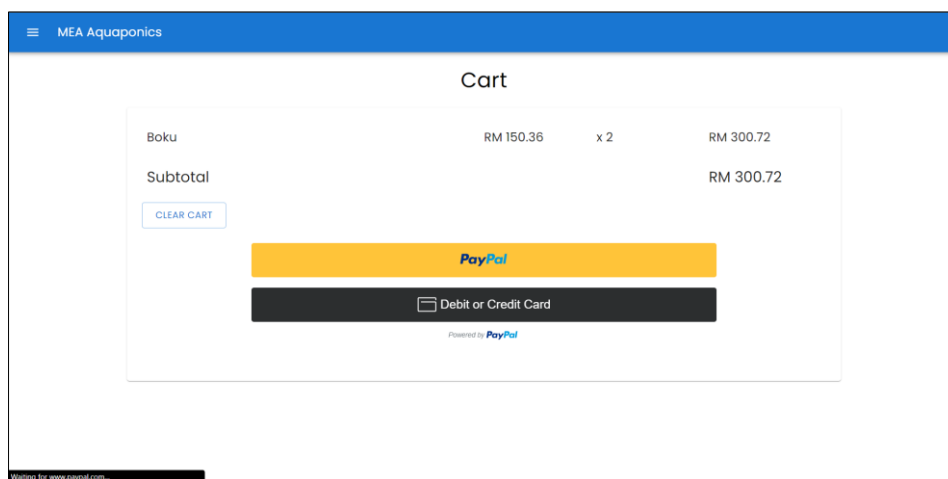 MEA Aquaponics
Cart
Boku RM 150.36 x 2 RM 300.72
Subtotal RM 300.72
CLEAR CART
PayPal
Debit or Credit Card
Powered by PayPal
Waiting for www.paypal.com...